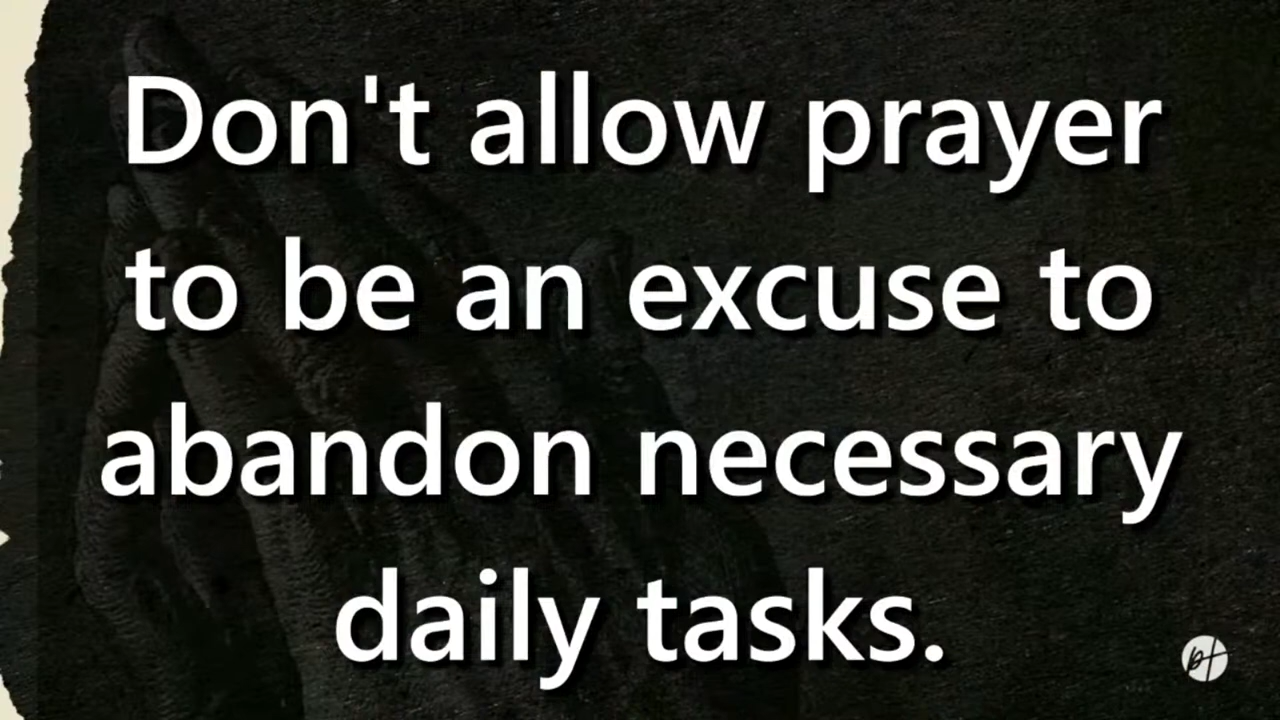 Don't allow prayer
to be an excuse to
abandon necessary
daily tasks.